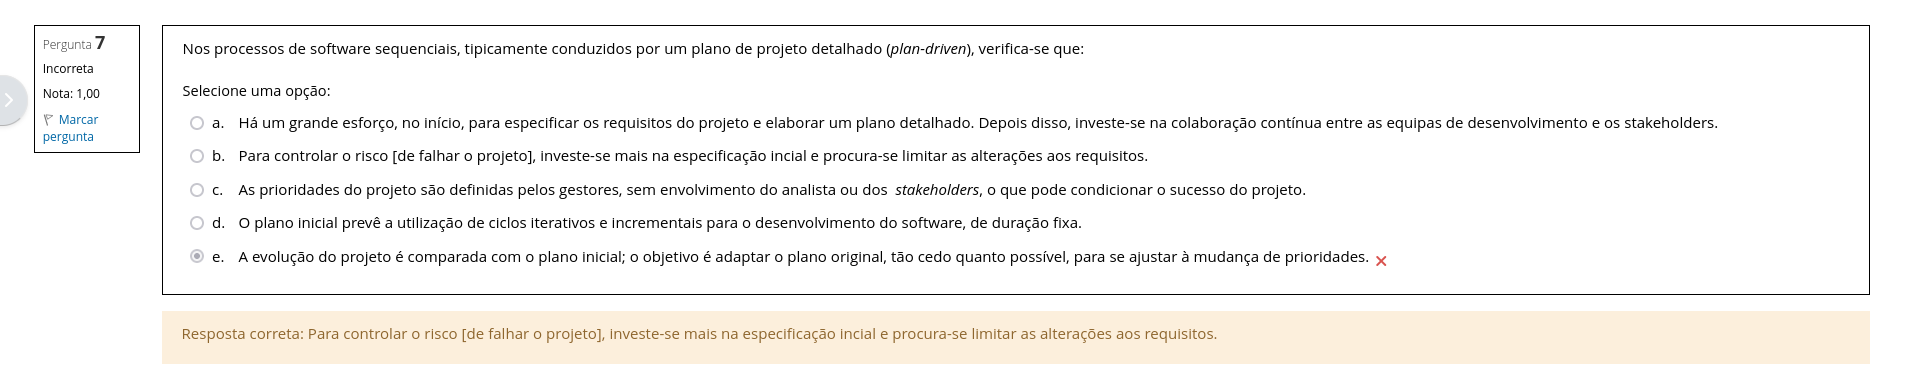 Pergunta 7
Incorreta
Nota: 1,00
Marcar
pergunta
Nos processos de software sequenciais, tipicamente conduzidos por um plano de projeto detalhado (plan-driven), verifica-se que:
Selecione uma opção:
a. Há um grande esforço, no início, para especificar os requisitos do projeto e elaborar um plano detalhado. Depois disso, investe-se na colaboração contínua entre as equipas de desenvolvimento e os stakeholders.
b. Para controlar o risco [de falhar o projeto], investe-se mais na especificação incial e procura-se limitar as alterações aos requisitos.
c. As prioridades do projeto são definidas pelos gestores, sem envolvimento do analista ou dos stakeholders, o que pode condicionar o sucesso do projeto.
d. O plano inicial prevê a utilização de ciclos iterativos e incrementais para o desenvolvimento do software, de duração fixa.
e. A evolução do projeto é comparada com o plano inicial; o objetivo é adaptar o plano original, tão cedo quanto possível, para se ajustar à mudança de prioridades.
Resposta correta: Para controlar o risco [de falhar o projeto], investe-se mais na especificação incial e procura-se limitar as alterações aos requisitos.